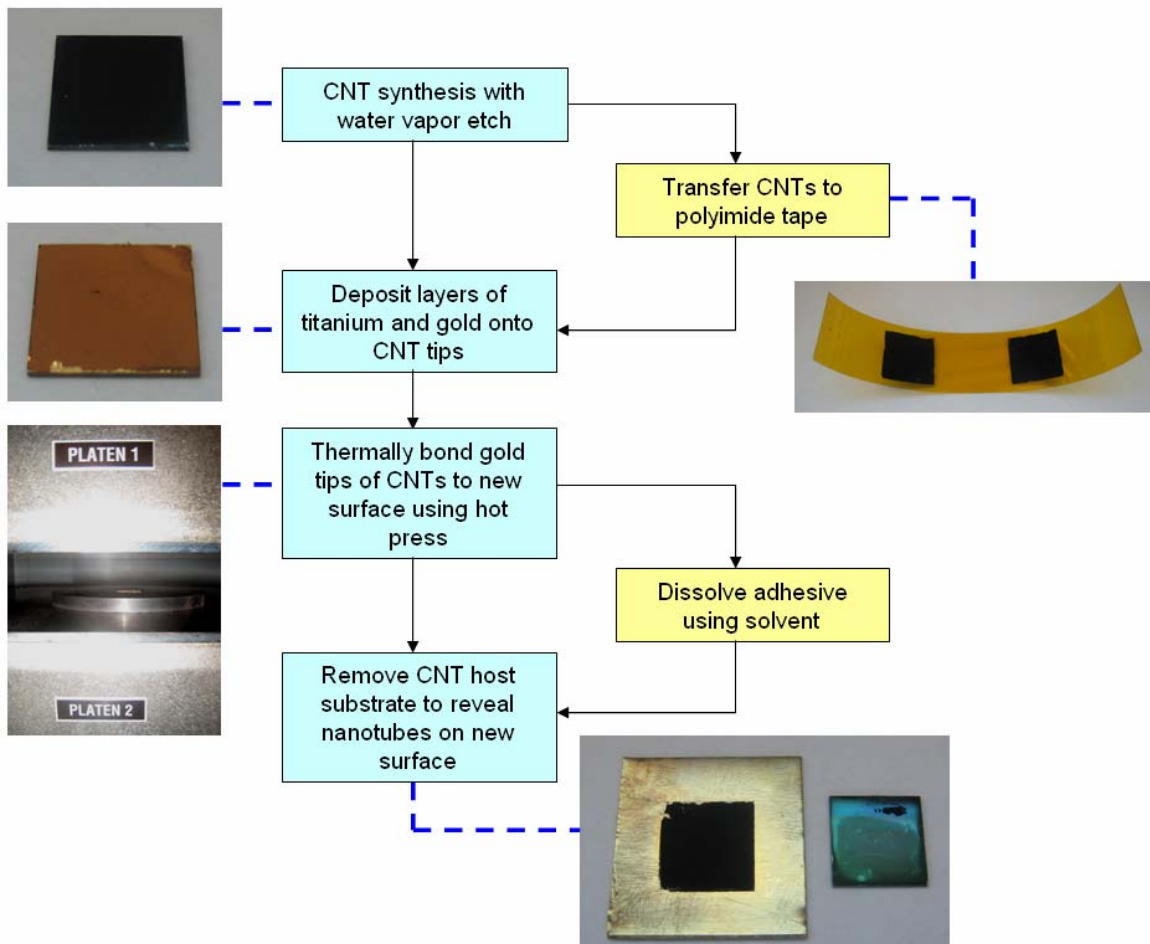 CNT synthesis with
water vapor etch
Transfer CNTs to
polyimide tape
Deposit layers of
titanium and gold onto
CNT tips
PLATEN 1
Thermally bond gold
tips of CNTs to new
surface using hot
press
Dissolve adhesive
using solvent
Remove CNT host
substrate to reveal
nanotubes on new
surface
PLATEN 2